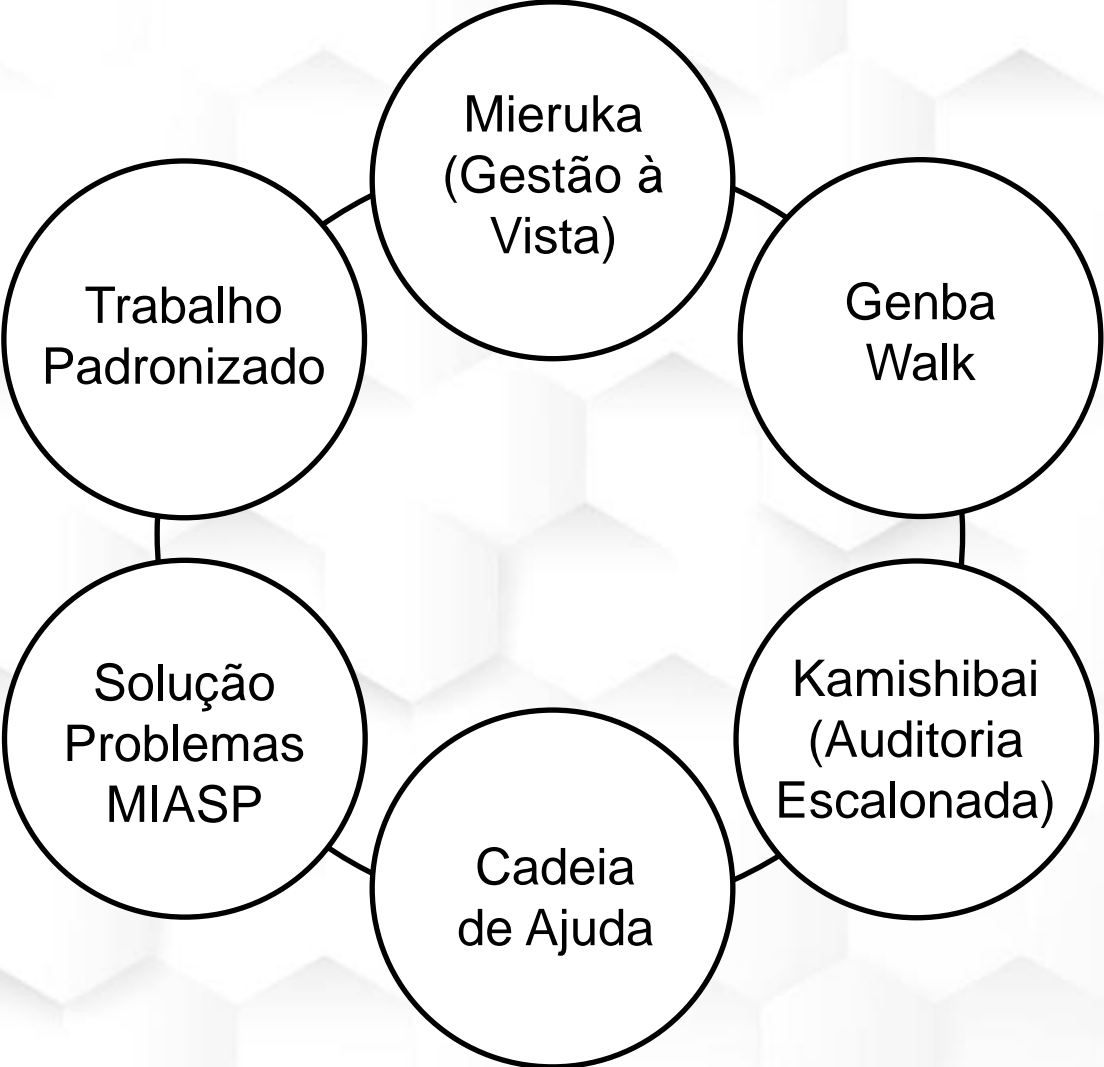 Mieruka
(Gestão à
Vista)
Genba
Walk
Kamishibai
(Auditoria
Escalonada)
Cadeia
de Ajuda
Solução
Problemas
MIASP
Trabalho
Padronizado